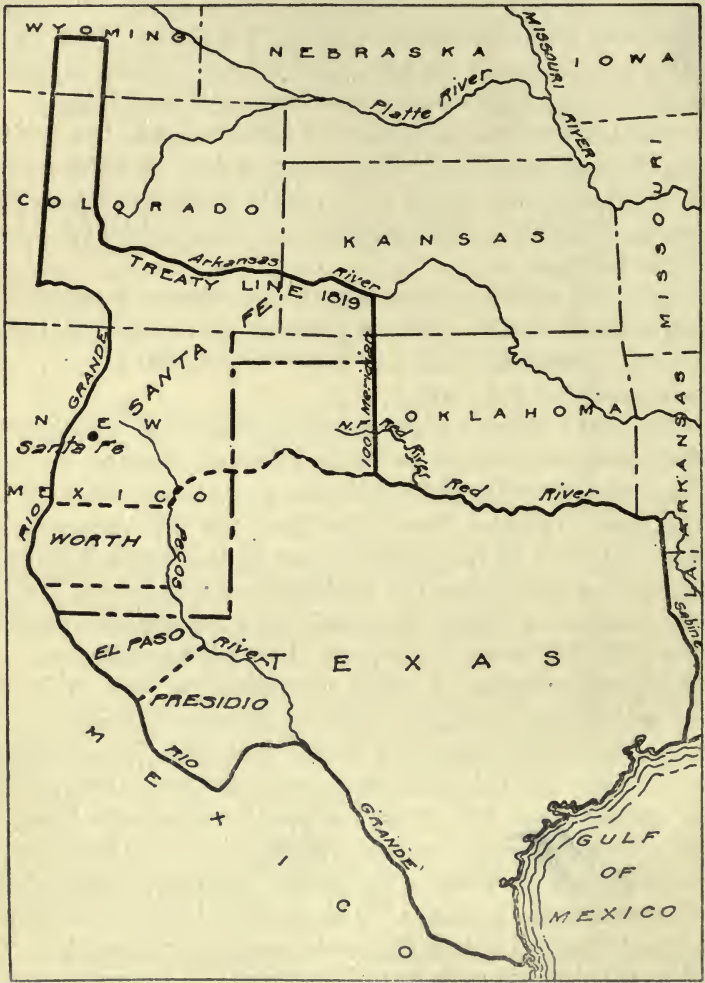 WYOMING
NEBRASKA
IOWA
MISSOURI RIVER
Platte River
COLORADO
KANSAS
MISSOURI
Arkansas River
TREATY LINE 1819
SANTA FE
RIO GRANDE
NEW MEXICO
Santa Fe
100th Meridian
OKLAHOMA
N.F. Red River
ARKANSAS
Red River
WORTH
PECOS River
LA.
Sabine
EL PASO
TEXAS
PRESIDIO
MEXICO
RIO GRANDE
GULF
OF
MEXICO